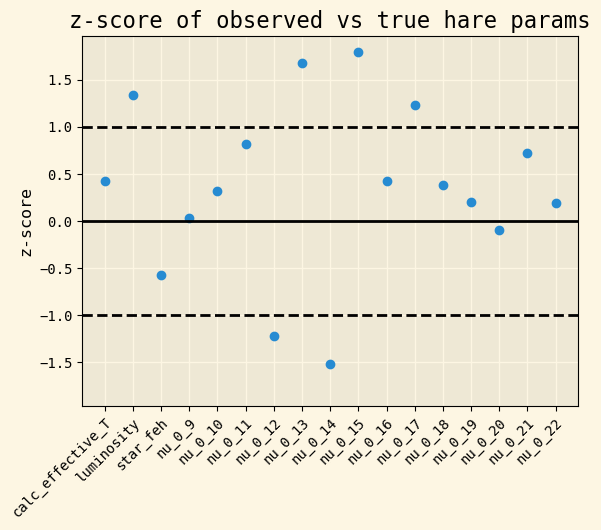 z-score of observed vs true hare params
z-score
1.5
1.0
0.5
0.0
−0.5
−1.0
−1.5
calc_effective_T
luminosity
star_feh
nu_0_9
nu_0_10
nu_0_11
nu_0_12
nu_0_13
nu_0_14
nu_0_15
nu_0_16
nu_0_17
nu_0_18
nu_0_19
nu_0_20
nu_0_21
nu_0_22